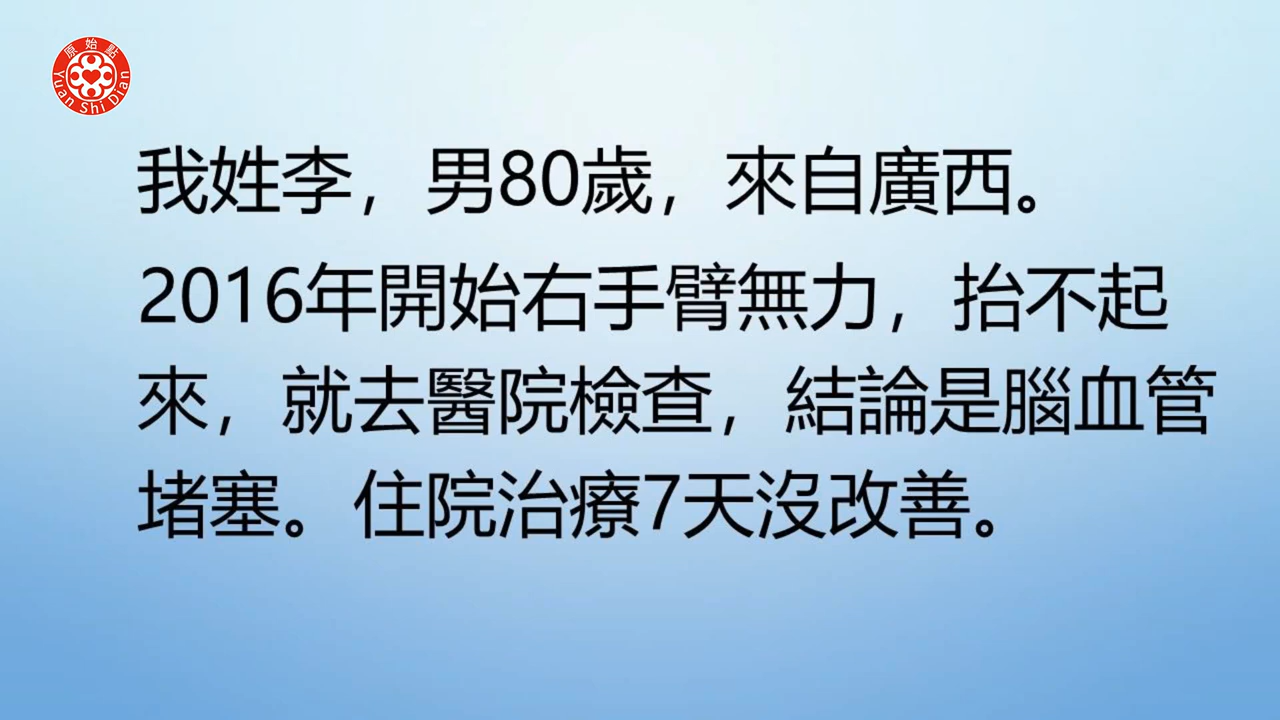 原始點
Yuan Shi Dian
我姓李，男80歲，來自廣西。
2016年開始右手臂無力，抬不起
來，就去醫院檢查，結論是腦血管
堵塞。住院治療7天沒改善。